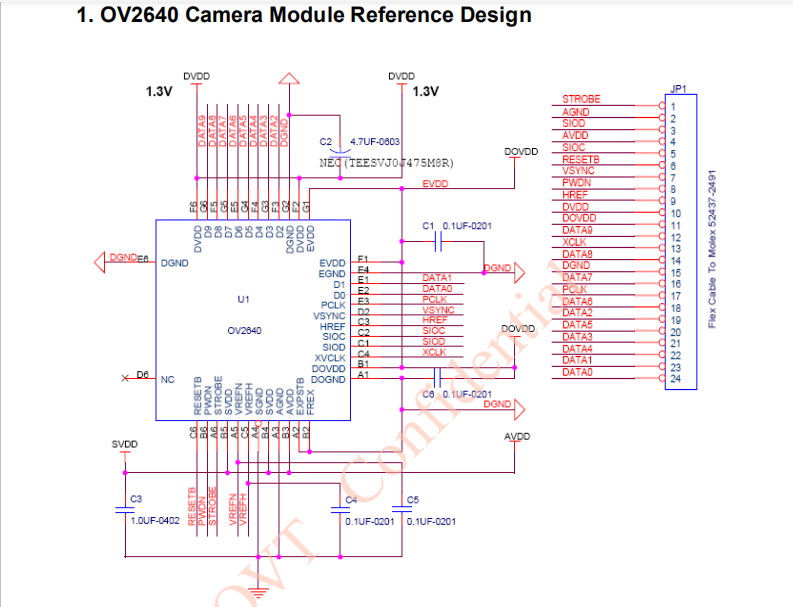 1. OV2640 Camera Module Reference Design
DVDD
1.3V
DVDD
1.3V
DATA9
DATA8
DATA7
DATA6
DATA5
DATA4
DATA3
DATA2
DGND
C2 4.7UF-0603
NEC(TEESVJ0J475M8R)
DOVDD
EVDD
F6 G6 F5 G5 E5 G4 F4 G3 F3 G2 F2 G1
DVDD
D9
D8
D7
D6
D5
D4
D3
D2
DGND
DVDD
EVDD
C1 0.1UF-0201
DGND
DGND E6 DGND
U1
OV2640
EVDD F1
EGND E4
D1 E1 DATA1
D0 E2 DATA0
PCLK E3 PCLK
VSYNC D2 VSYNC
HREF C3 HREF
SIOC C2 SIOC
SIOD C1 SIOD
XVCLK C4 XCLK
DOVDD B1
DOGND A1
DOVDD
C6 0.1UF-0201
DGND
D6 NC
RESETB
PWDN
STROBE
SVDD
VREFN
VREFH
SGND
SVDD
AGND
AVDD
EXPSTB
FREX
C6 B6 A6 B5 A5 C5 A4 B4 A3 B3 A2 B2
SVDD
AVDD
C3
1.0UF-0402
RESETB
PWDN
STROBE
VREFN
VREFH
C4
0.1UF-0201
C5
0.1UF-0201
JP1
STROBE 1
AGND 2
SIOD 3
AVDD 4
SIOC 5
RESETB 6
VSYNC 7
PWDN 8
HREF 9
DVDD 10
DOVDD 11
DATA9 12
XCLK 13
DATA8 14
DGND 15
DATA7 16
PCLK 17
DATA6 18
DATA2 19
DATA5 20
DATA3 21
DATA4 22
DATA1 23
DATA0 24
Flex Cable To Molex 52437-2491
OVT Confidential